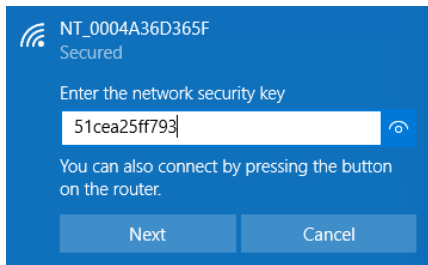 NT_0004A36D365F
Secured
Enter the network security key
51cea25ff793
You can also connect by pressing the button
on the router.
Next
Cancel